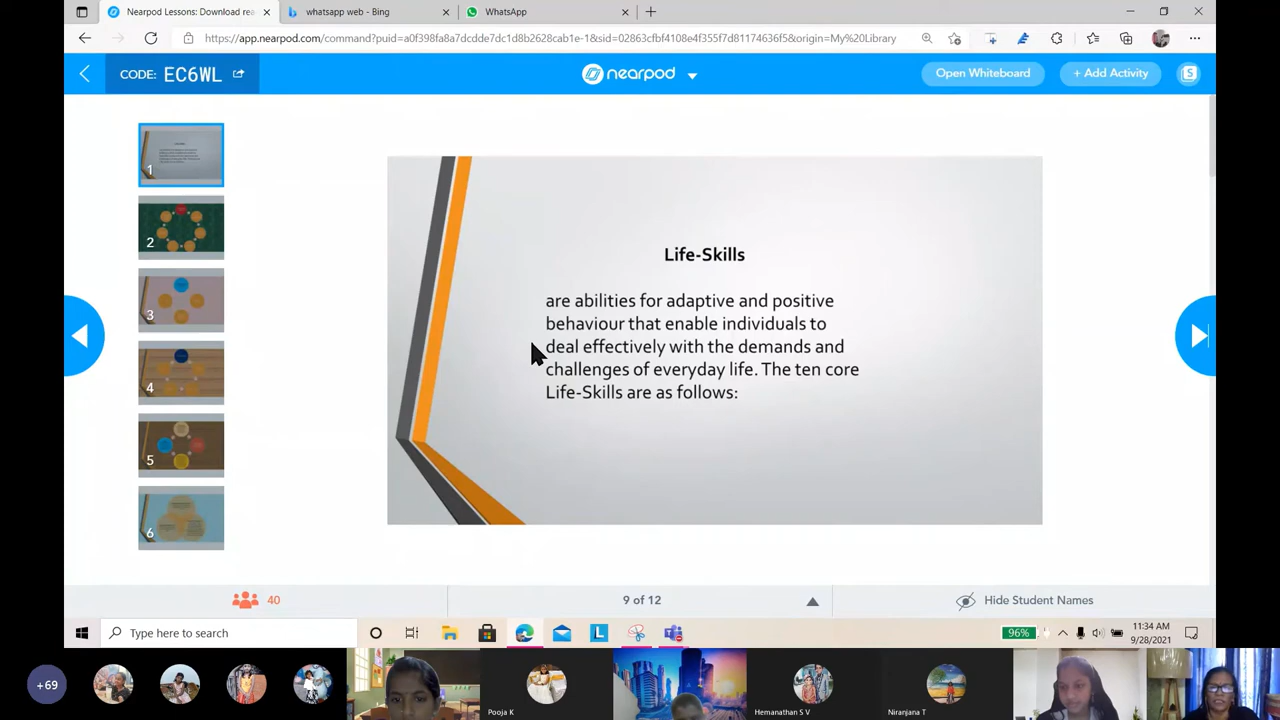 Nearpod Lessons: Download rea
whatsapp web - Bing
WhatsApp
https://app.nearpod.com/command?puid=a0f398fa8a7dcdde7dc1d8b2628cab1e-1&sid=02863cfbf4108e4f355f7d81174636f5&origin=My%20Library
CODE: EC6WL
nearpod
Open Whiteboard
+ Add Activity
S
1
2
3
4
5
6
Life-Skills
are abilities for adaptive and positive
behaviour that enable individuals to
deal effectively with the demands and
challenges of everyday life. The ten core
Life-Skills are as follows:
40
9 of 12
Hide Student Names
Type here to search
L
96%
11:34 AM
9/28/2021
+69
Pooja K
Hemanathan S V
Niranjana T